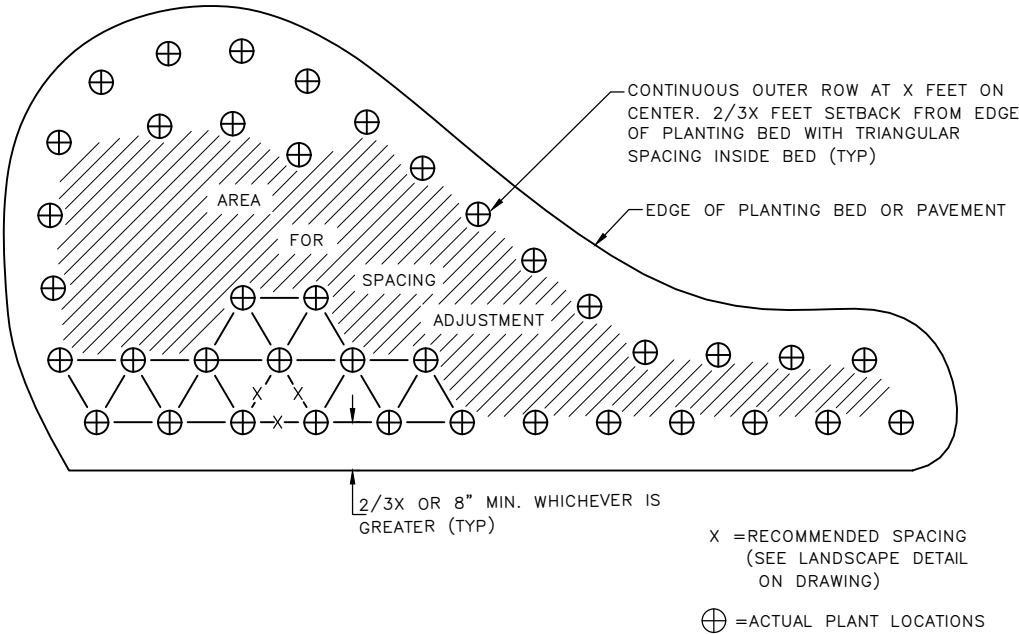 CONTINUOUS OUTER ROW AT X FEET ON
CENTER. 2/3X FEET SETBACK FROM EDGE
OF PLANTING BED WITH TRIANGULAR
SPACING INSIDE BED (TYP)
EDGE OF PLANTING BED OR PAVEMENT
AREA
FOR
SPACING
ADJUSTMENT
X X
X
2/3X OR 8” MIN. WHICHEVER IS
GREATER (TYP)
X =RECOMMENDED SPACING
(SEE LANDSCAPE DETAIL
ON DRAWING)
=ACTUAL PLANT LOCATIONS